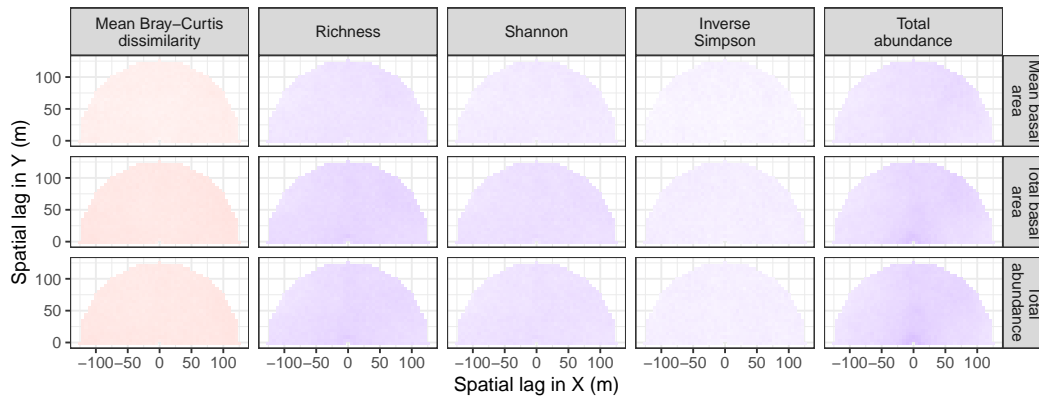 Mean Bray−Curtis
dissimilarity
Richness
Shannon
Inverse
Simpson
Total
abundance
100
50
0
Mean basal
area
100
50
0
Total basal
area
100
50
0
Total
abundance
−100−50 0 50 100
−100−50 0 50 100
−100−50 0 50 100
−100−50 0 50 100
−100−50 0 50 100
Spatial lag in X (m)
Spatial lag in Y (m)